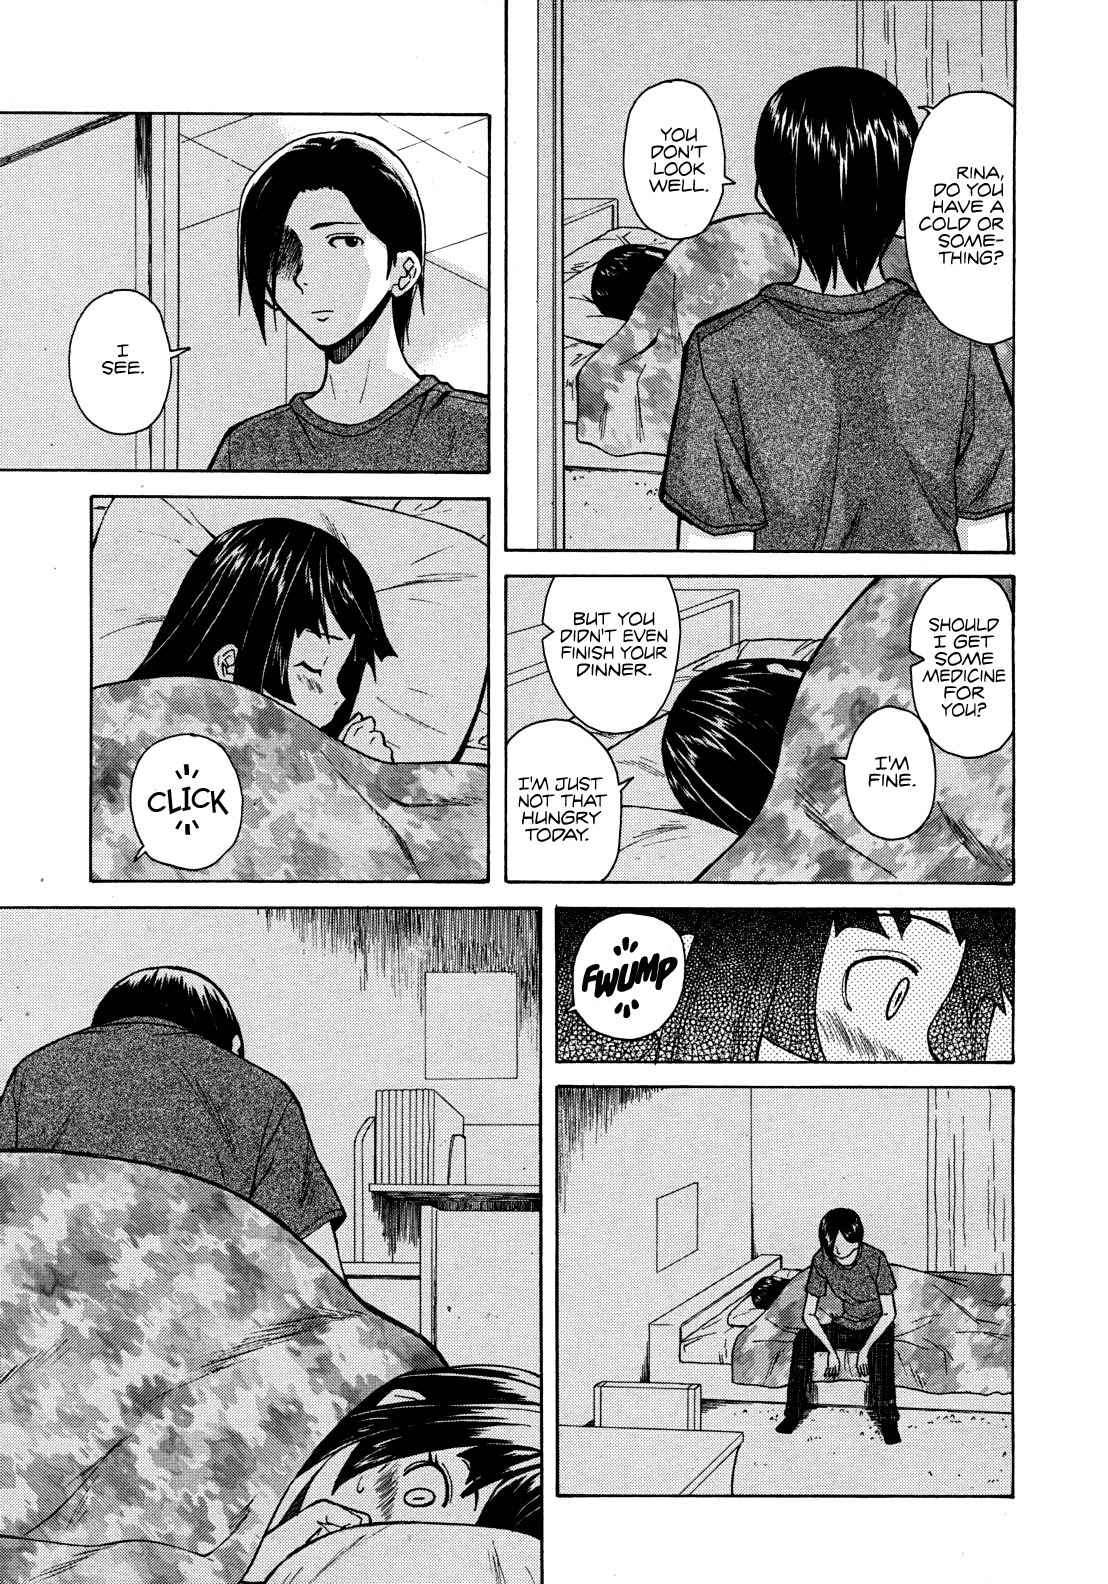 RINA,
DO YOU
HAVE A
COLD OR
SOME-
THING?
YOU
DON'T
LOOK
WELL.
I
SEE.
SHOULD
I GET
SOME
MEDICINE
FOR
YOU?
I'M
FINE.
BUT YOU
DIDN'T EVEN
FINISH YOUR
DINNER.
I'M JUST
NOT THAT
HUNGRY
TODAY.
CLICK
FWUMP